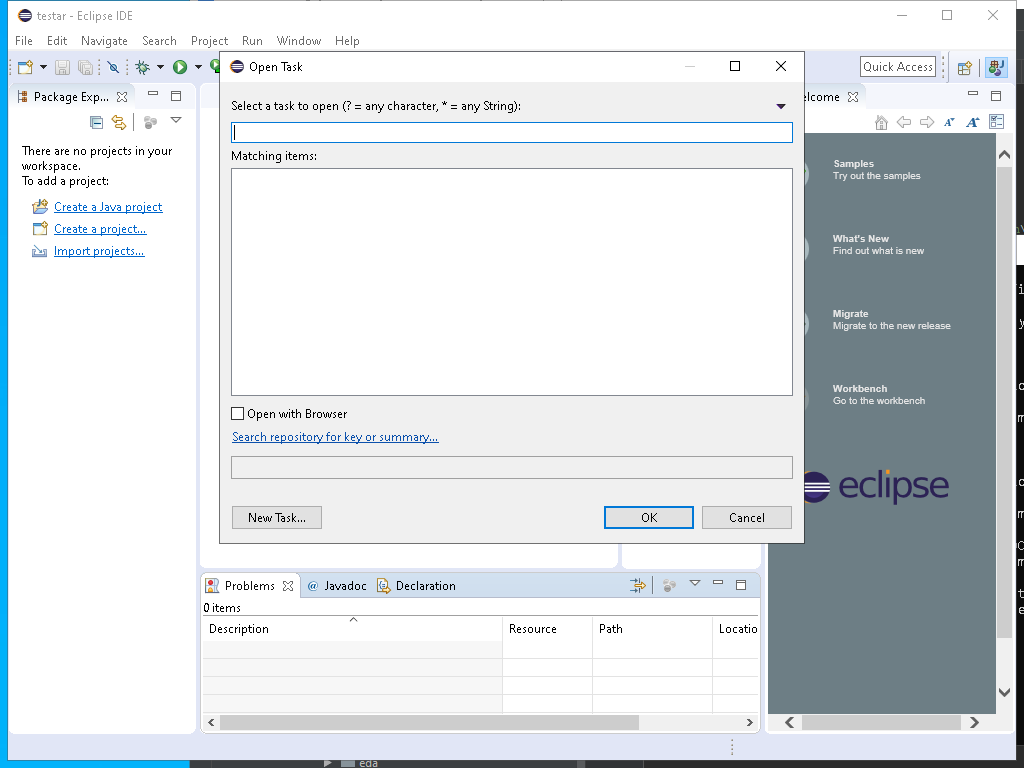 testar - Eclipse IDE
File Edit Navigate Search Project Run Window Help
Quick Access
Package Exp...
There are no projects in your
workspace.
To add a project:
Create a Java project
Create a project...
Import projects...
Open Task
Select a task to open (? = any character, * = any String):
Matching items:
Open with Browser
Search repository for key or summary...
New Task...
OK
Cancel
elcome
Samples
Try out the samples
What's New
Find out what is new
Migrate
Migrate to the new release
Workbench
Go to the workbench
eclipse
Problems @ Javadoc Declaration
0 items
Description Resource Path Locatio
eda